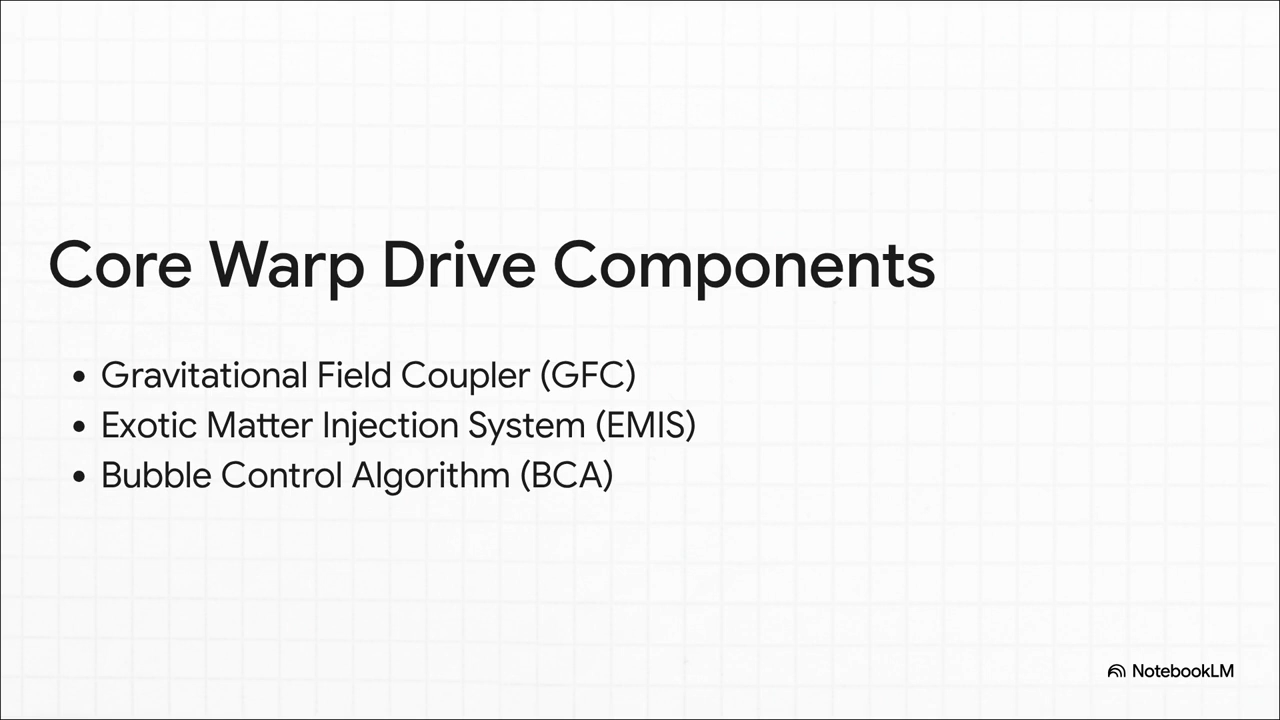 Core Warp Drive Components
• Gravitational Field Coupler (GFC)
• Exotic Matter Injection System (EMIS)
• Bubble Control Algorithm (BCA)
NotebookLM